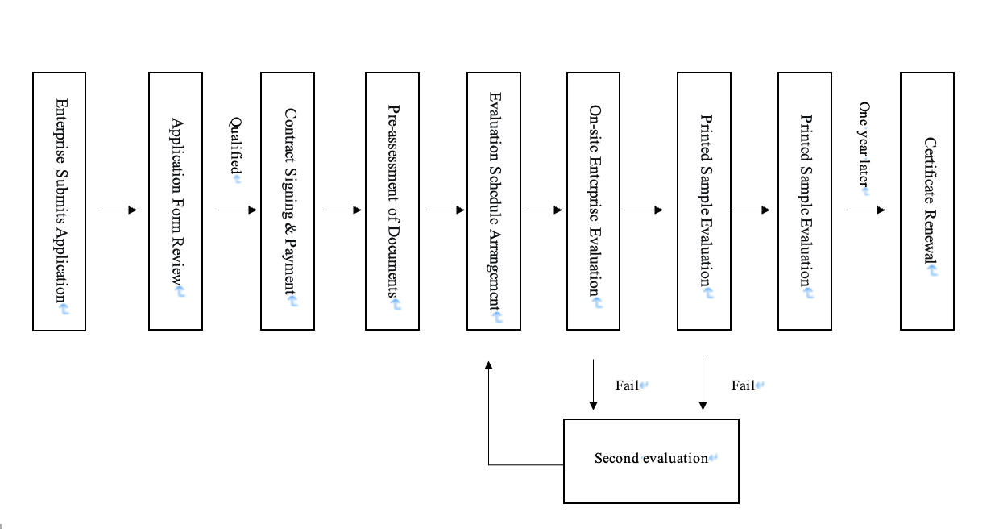 Enterprise Submits Application
Application Form Review
Qualified
Contract Signing & Payment
Pre-assessment of Documents
Evaluation Schedule Arrangement
On-site Enterprise Evaluation
Printed Sample Evaluation
Printed Sample Evaluation
One year later
Certificate Renewal
Fail
Fail
Second evaluation